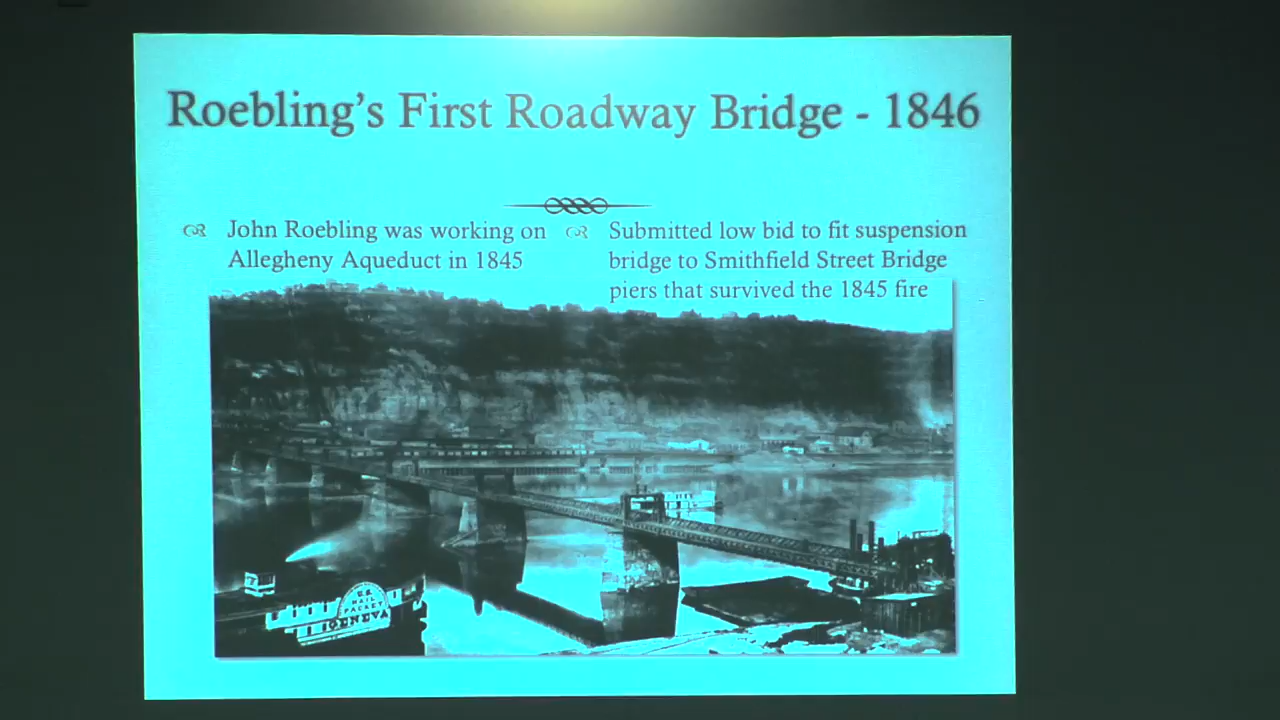 Roebling's First Roadway Bridge - 1846
John Roebling was working on
Allegheny Aqueduct in 1845
Submitted low bid to fit suspension
bridge to Smithfield Street Bridge
piers that survived the 1845 fire
U.S.
MAIL
PACKET
GENEVA